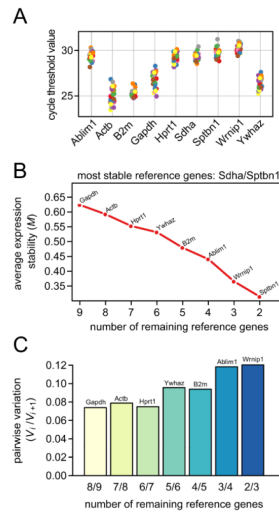 A
cycle threshold value
30
25
Ablim1
Actb
B2m
Gapdh
Hprt1
Sdha
Sptbn1
Wrnip1
Ywhaz
B
most stable reference genes: Sdha/Sptbn1
average expression
stability (M)
0.65
0.60
0.55
0.50
0.45
0.40
0.35
Gapdh
Actb
Hprt1
Ywhaz
B2m
Ablim1
Wrnip1
Sptbn1
9 8 7 6 5 4 3 2
number of remaining reference genes
C
pairwise variation
(Vi /Vi+1)
0.12
0.10
0.08
0.06
0.04
0.02
0.00
Gapdh
Actb
Hprt1
Ywhaz
B2m
Ablim1
Wrnip1
8/9 7/8 6/7 5/6 4/5 3/4 2/3
number of remaining reference genes